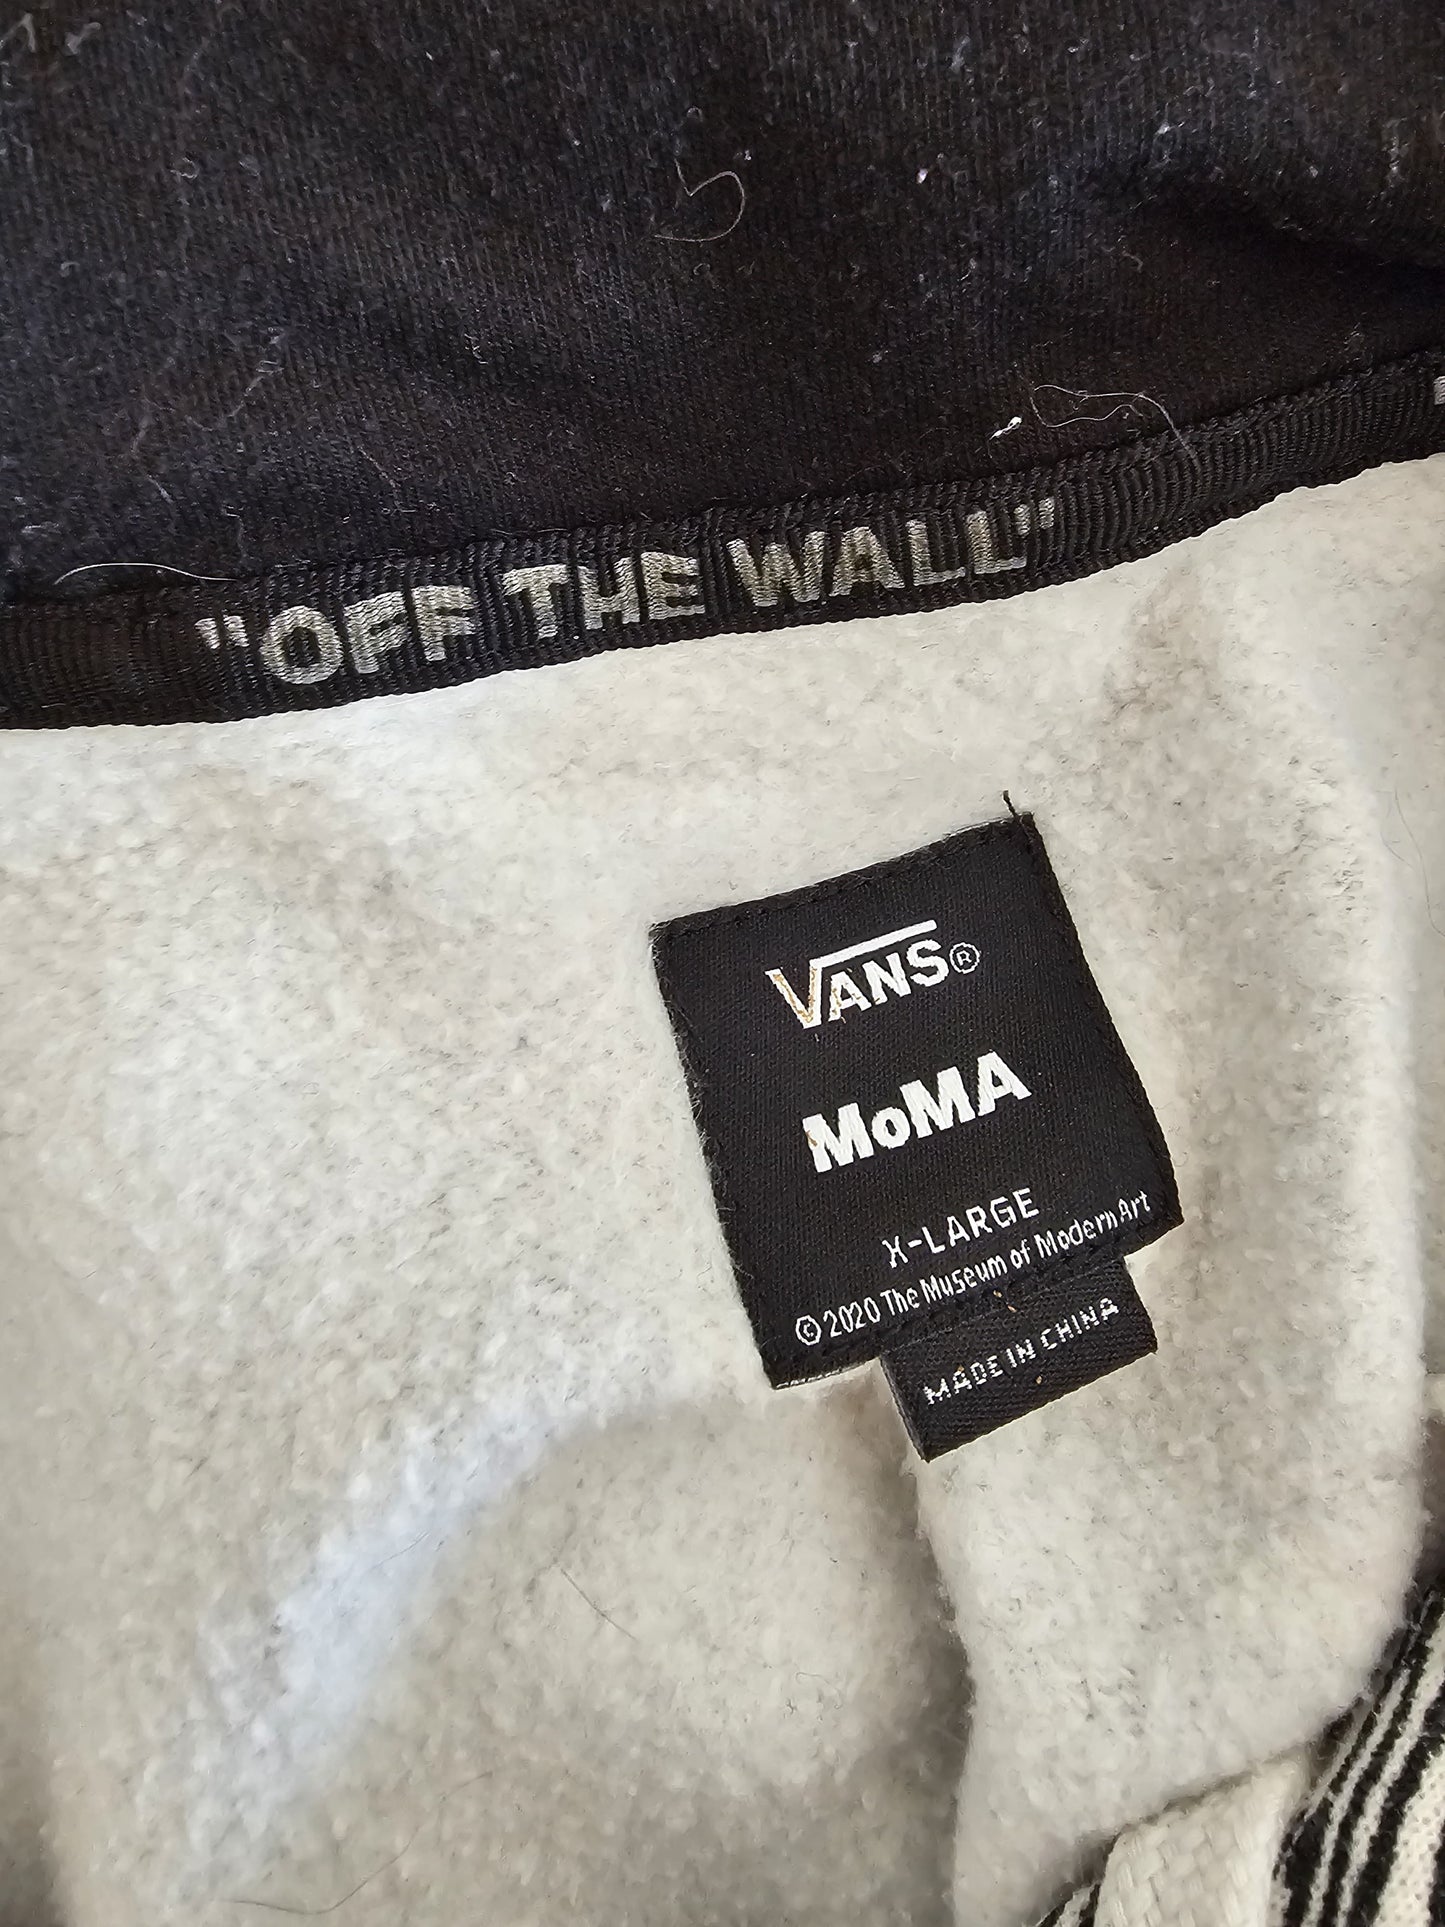 "OFF THE WALL"
VANS®
MoMA
X-LARGE
© 2020 The Museum of Modern Art
MADE IN CHINA